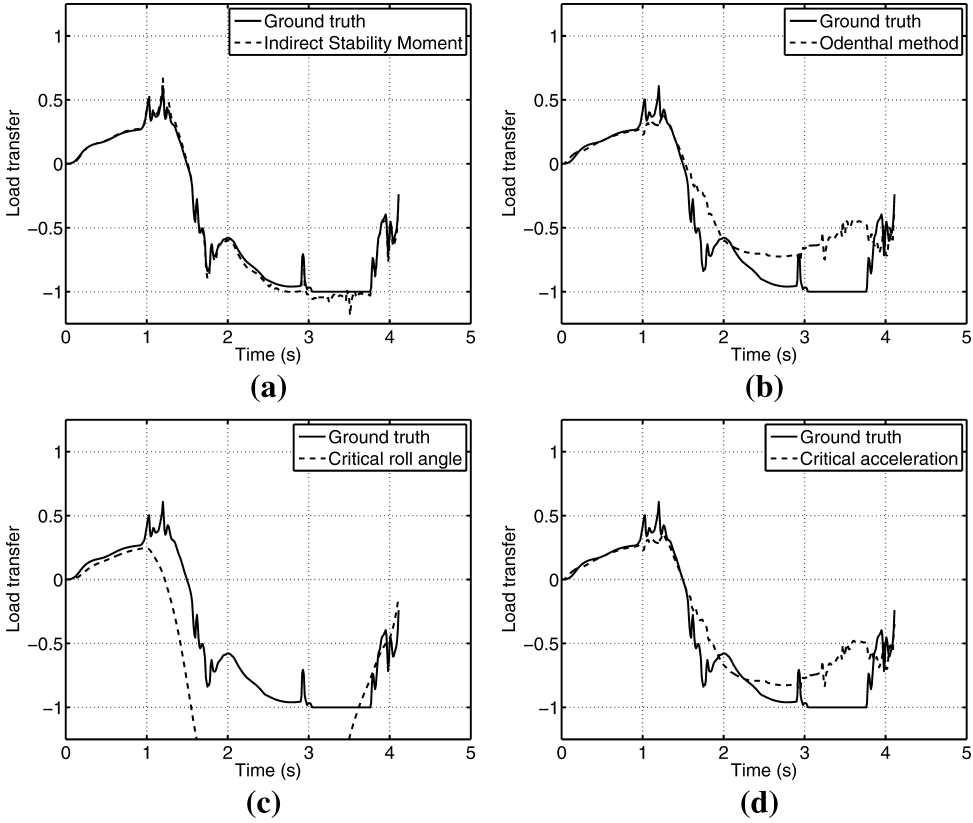 Ground truth
Indirect Stability Moment
1
0.5
0
−0.5
−1
Load transfer
0 1 2 3 4 5
Time (s)
(a)
Ground truth
Odenthal method
1
0.5
0
−0.5
−1
Load transfer
0 1 2 3 4 5
Time (s)
(b)
Ground truth
Critical roll angle
1
0.5
0
−0.5
−1
Load transfer
0 1 2 3 4 5
Time (s)
(c)
Ground truth
Critical acceleration
1
0.5
0
−0.5
−1
Load transfer
0 1 2 3 4 5
Time (s)
(d)